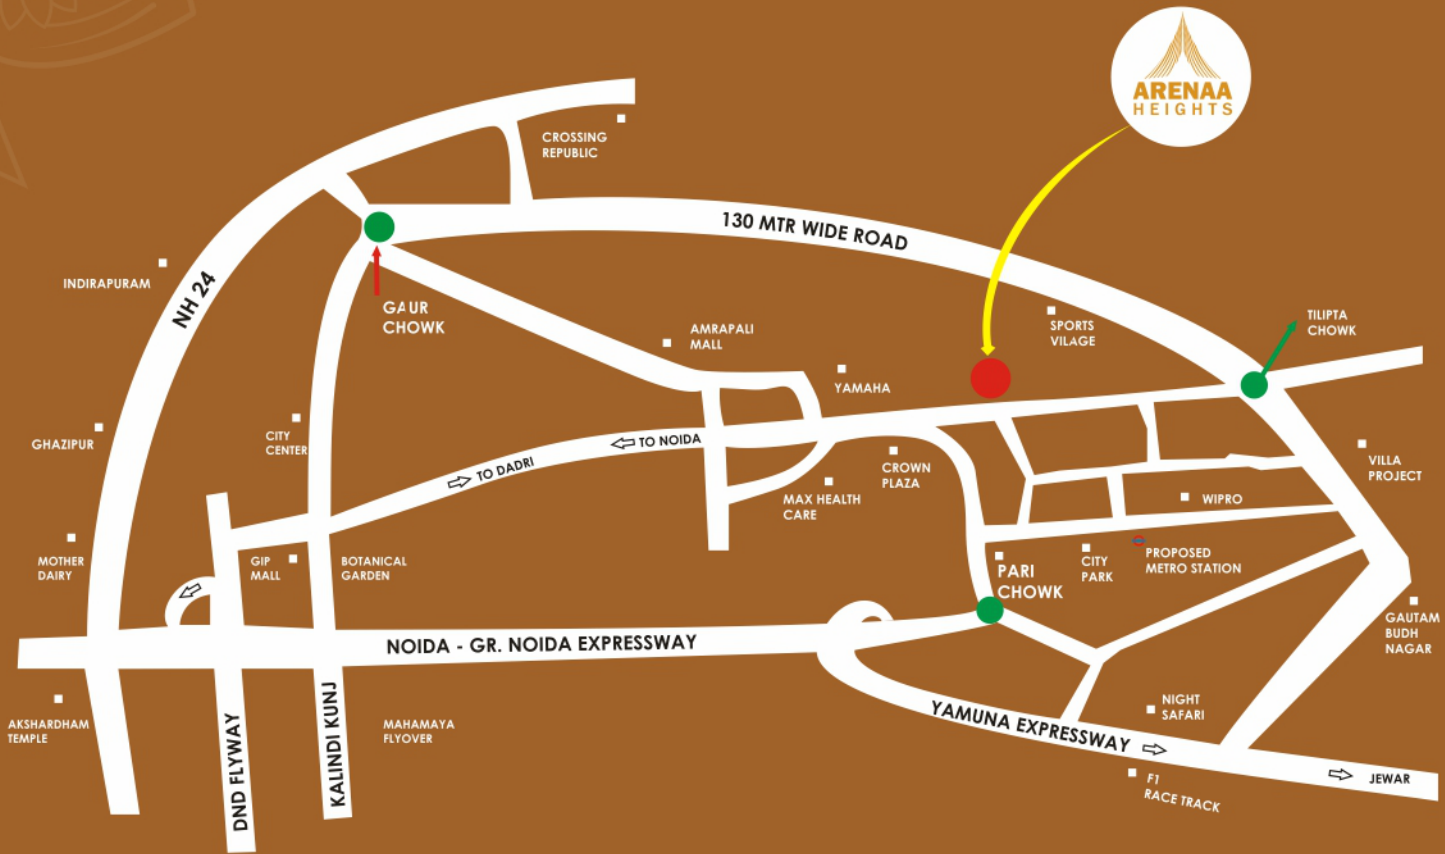 ARENAA
HEIGHTS
CROSSING
REPUBLIC
130 MTR WIDE ROAD
INDIRAPURAM
NH 24
GAUR
CHOWK
AMRAPALI
MALL
SPORTS
VILAGE
TILIPTA
CHOWK
YAMAHA
GHAZIPUR
CITY
CENTER
TO NOIDA
TO DADRI
CROWN
PLAZA
MAX HEALTH
CARE
VILLA
PROJECT
WIPRO
MOTHER
DAIRY
GIP
MALL
BOTANICAL
GARDEN
PARI
CHOWK
CITY
PARK
PROPOSED
METRO STATION
GAUTAM
BUDH
NAGAR
NOIDA - GR. NOIDA EXPRESSWAY
AKSHARDHAM
TEMPLE
DND FLYWAY
KALINDI KUNJ
MAHAMAYA
FLYOVER
YAMUNA EXPRESSWAY
NIGHT
SAFARI
F1
RACE TRACK
JEWAR